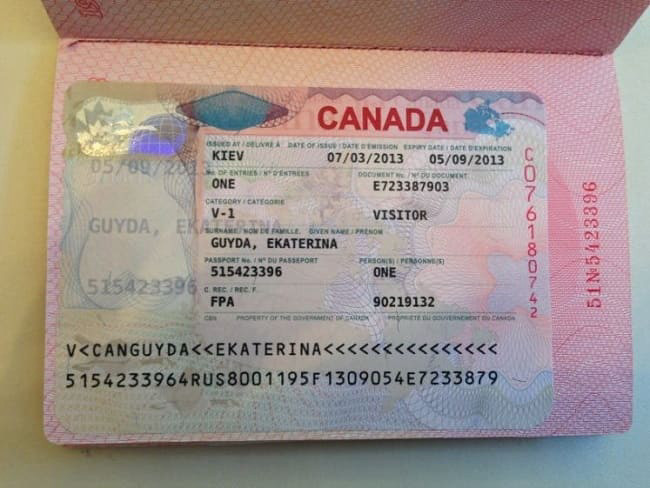 CANADA
ISSUED AT / DÉLIVRÉ À DATE OF ISSUE / DATE D'ÉMISSION EXPIRY DATE / DATE D'EXPIRATION
KIEV 07/03/2013 05/09/2013
05/09/2013
No. OF ENTRIES / Nº D'ENTRÉES DOCUMENT No. / Nº DU DOCUMENT
ONE E723387903
CATEGORY / CATÉGORIE
V-1 VISITOR
SURNAME / NOM DE FAMILLE, GIVEN NAME / PRÉNOM
GUYDA, EKATERINA
GUYDA, EKATERINA
PASSPORT No. / Nº DU PASSEPORT PERSON(S) / PERSONNE(S)
515423396 ONE
515423396
C. REC. / REC. F.
FPA 90219132
CBN PROPERTY OF THE GOVERNMENT OF CANADA PROPRIÉTÉ DU GOUVERNEMENT DU CANADA
C076180742
51№5423396
V<CANGUYDA<<EKATERINA<<<<<<<<<<<<<<<
5154233964RUS8001195F1309054E7233879